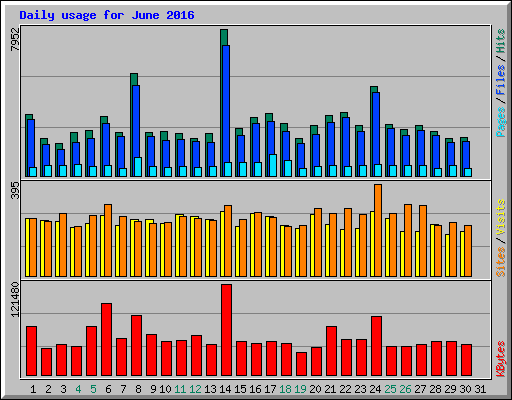 Daily usage for June 2016
7952
Pages / Files / Hits
395
Sites / Visits
121480
KBytes
1 2 3 4 5 6 7 8 9 10 11 12 13 14 15 16 17 18 19 20 21 22 23 24 25 26 27 28 29 30 31